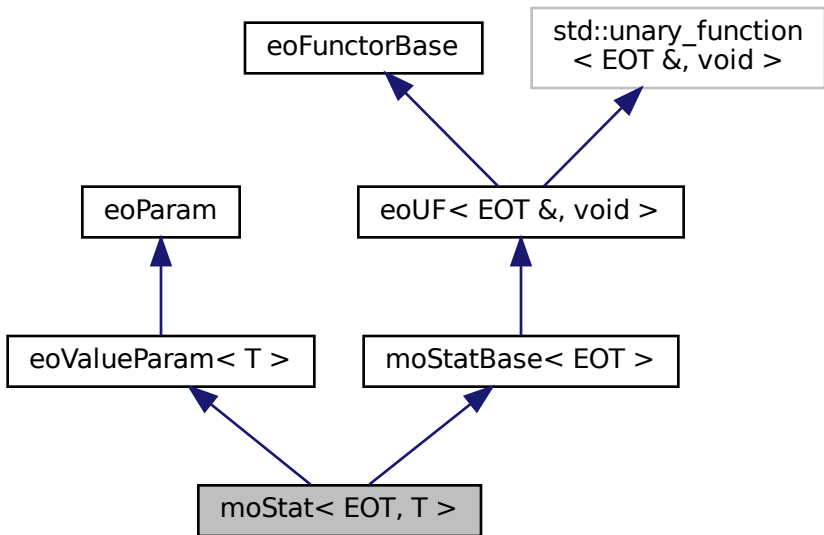 eoFunctorBase
std::unary_function
< EOT &, void >
eoParam
eoUF< EOT &, void >
eoValueParam< T >
moStatBase< EOT >
moStat< EOT, T >